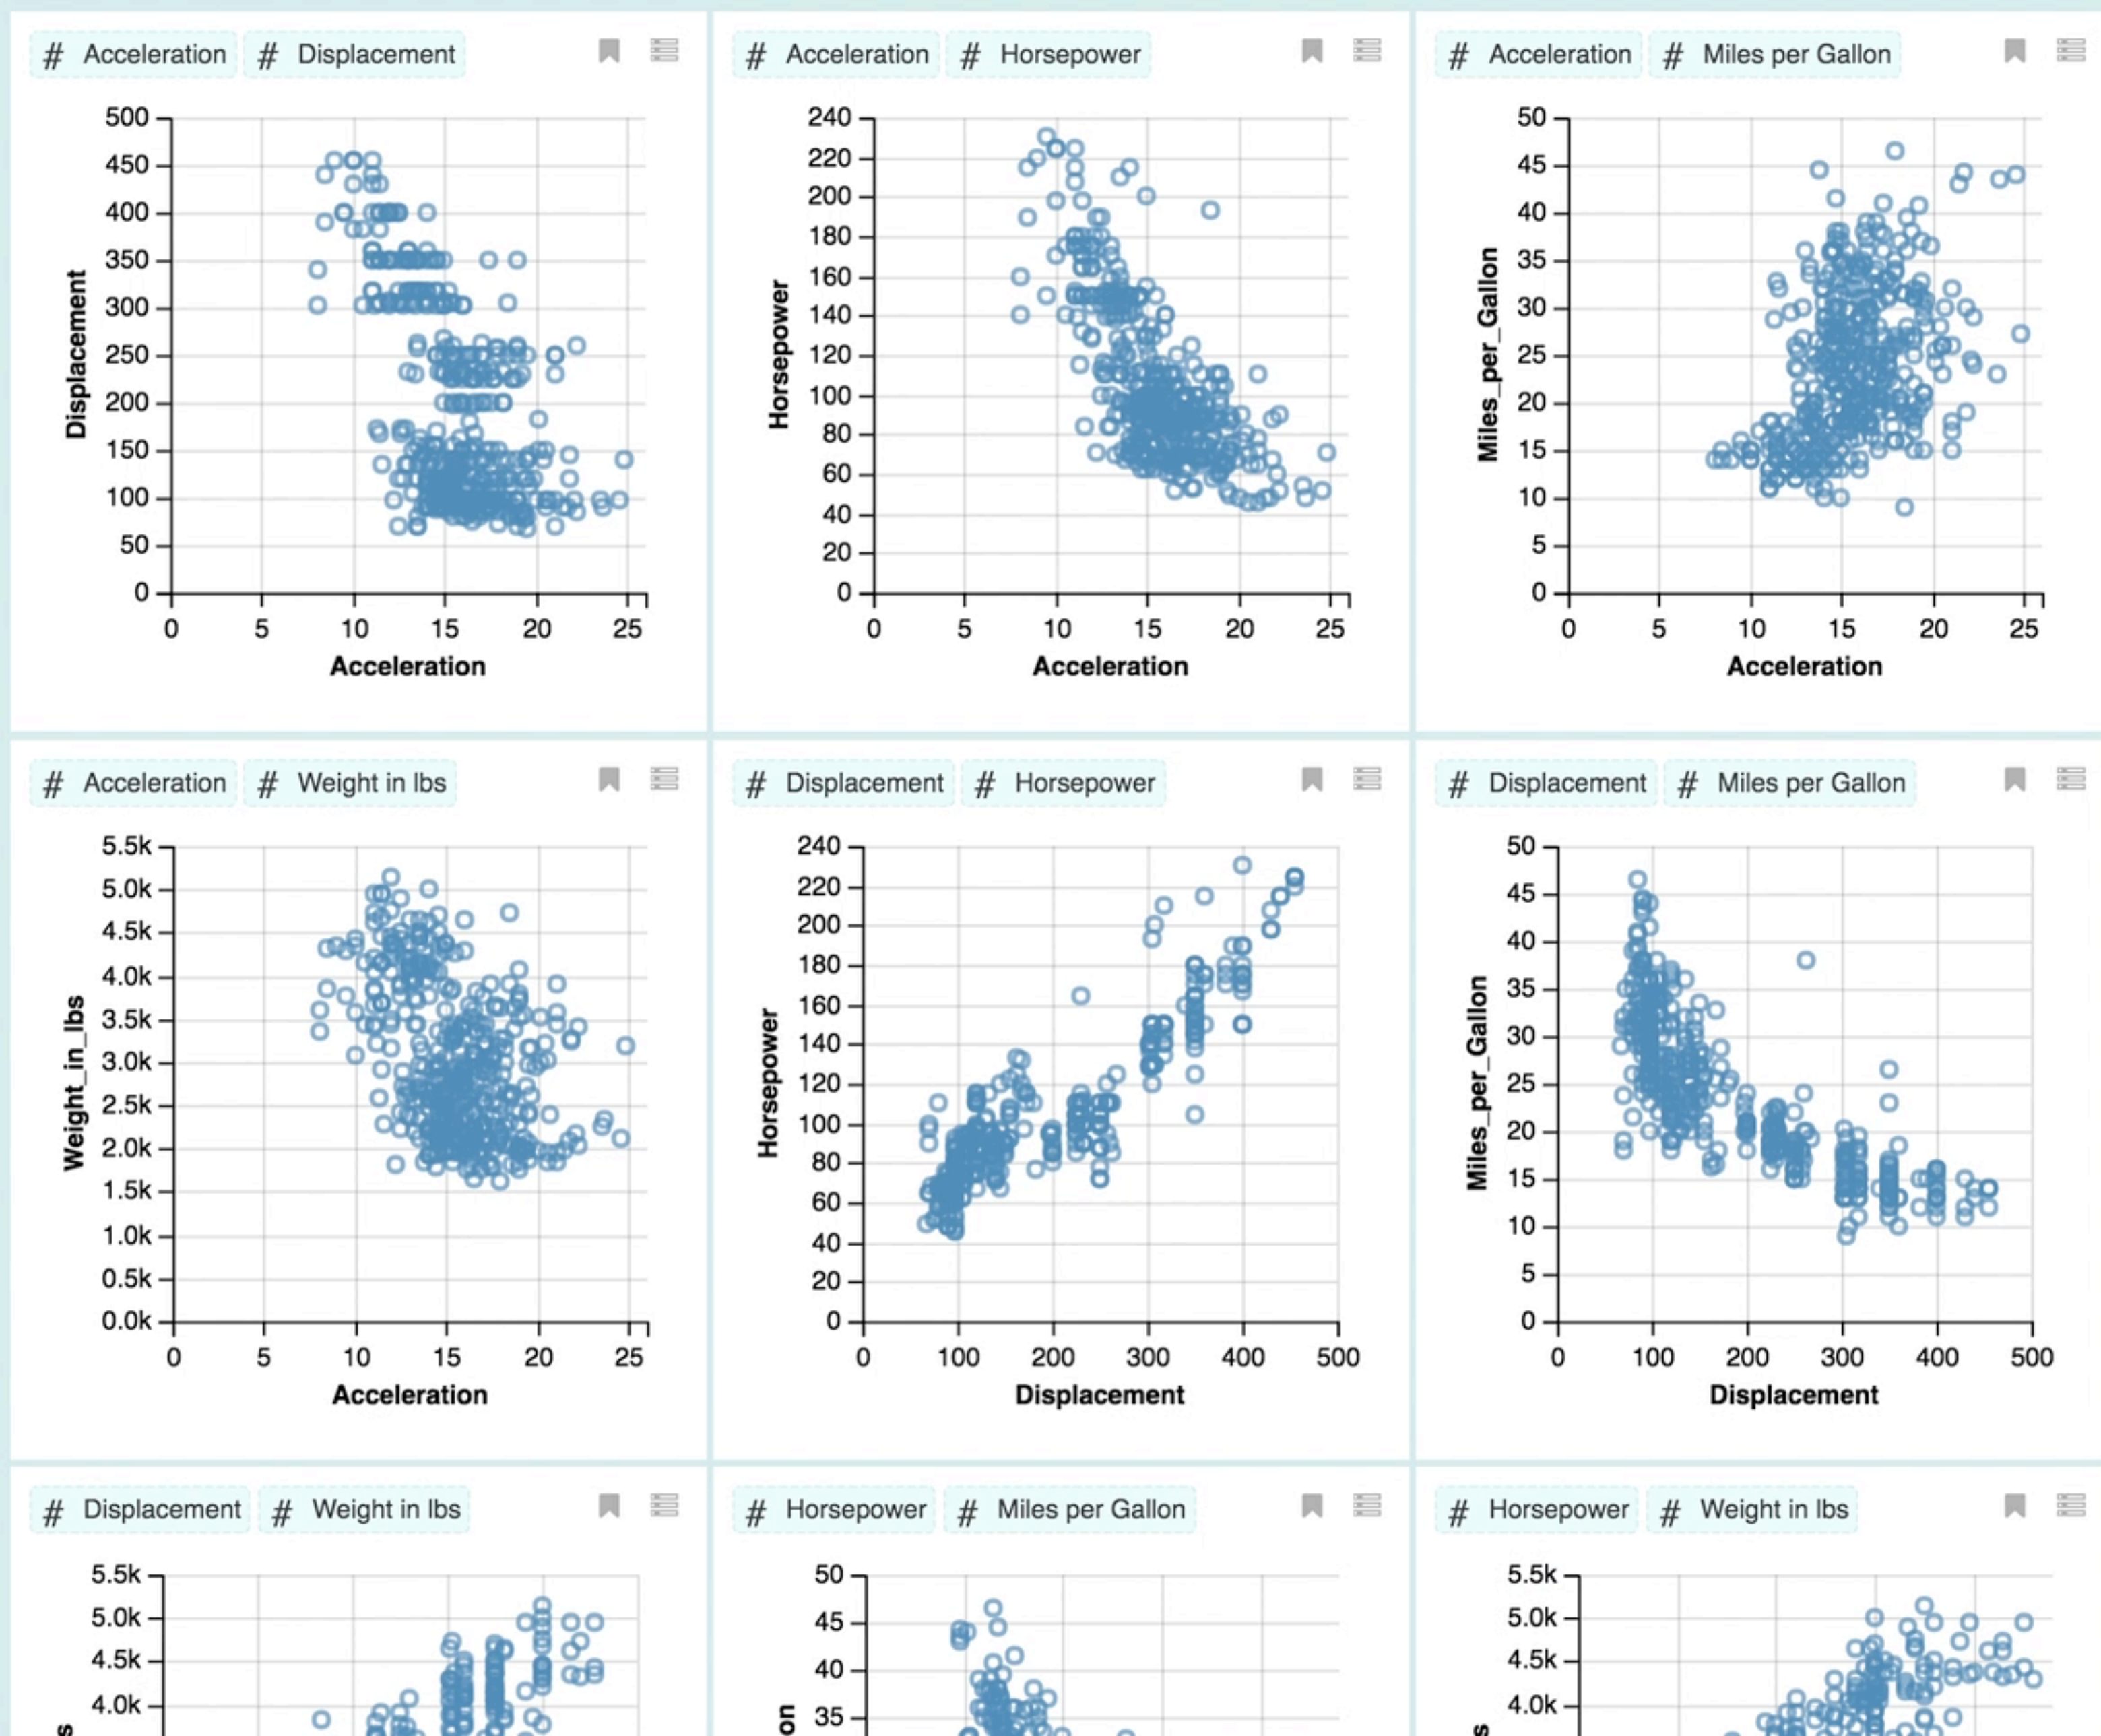 # Acceleration # Displacement
500
450
400
350
300
250
200
150
100
50
0
Displacement
0 5 10 15 20 25
Acceleration
# Acceleration # Horsepower
240
220
200
180
160
140
120
100
80
60
40
20
0
Horsepower
0 5 10 15 20 25
Acceleration
# Acceleration # Miles per Gallon
50
45
40
35
30
25
20
15
10
5
0
Miles_per_Gallon
0 5 10 15 20 25
Acceleration
# Acceleration # Weight in lbs
5.5k
5.0k
4.5k
4.0k
3.5k
3.0k
2.5k
2.0k
1.5k
1.0k
0.5k
0.0k
Weight_in_lbs
0 5 10 15 20 25
Acceleration
# Displacement # Horsepower
240
220
200
180
160
140
120
100
80
60
40
20
0
Horsepower
0 100 200 300 400 500
Displacement
# Displacement # Miles per Gallon
50
45
40
35
30
25
20
15
10
5
0
Miles_per_Gallon
0 100 200 300 400 500
Displacement
# Displacement # Weight in lbs
5.5k
5.0k
4.5k
4.0k
s
# Horsepower # Miles per Gallon
50
45
40
35
on
# Horsepower # Weight in lbs
5.5k
5.0k
4.5k
4.0k
s